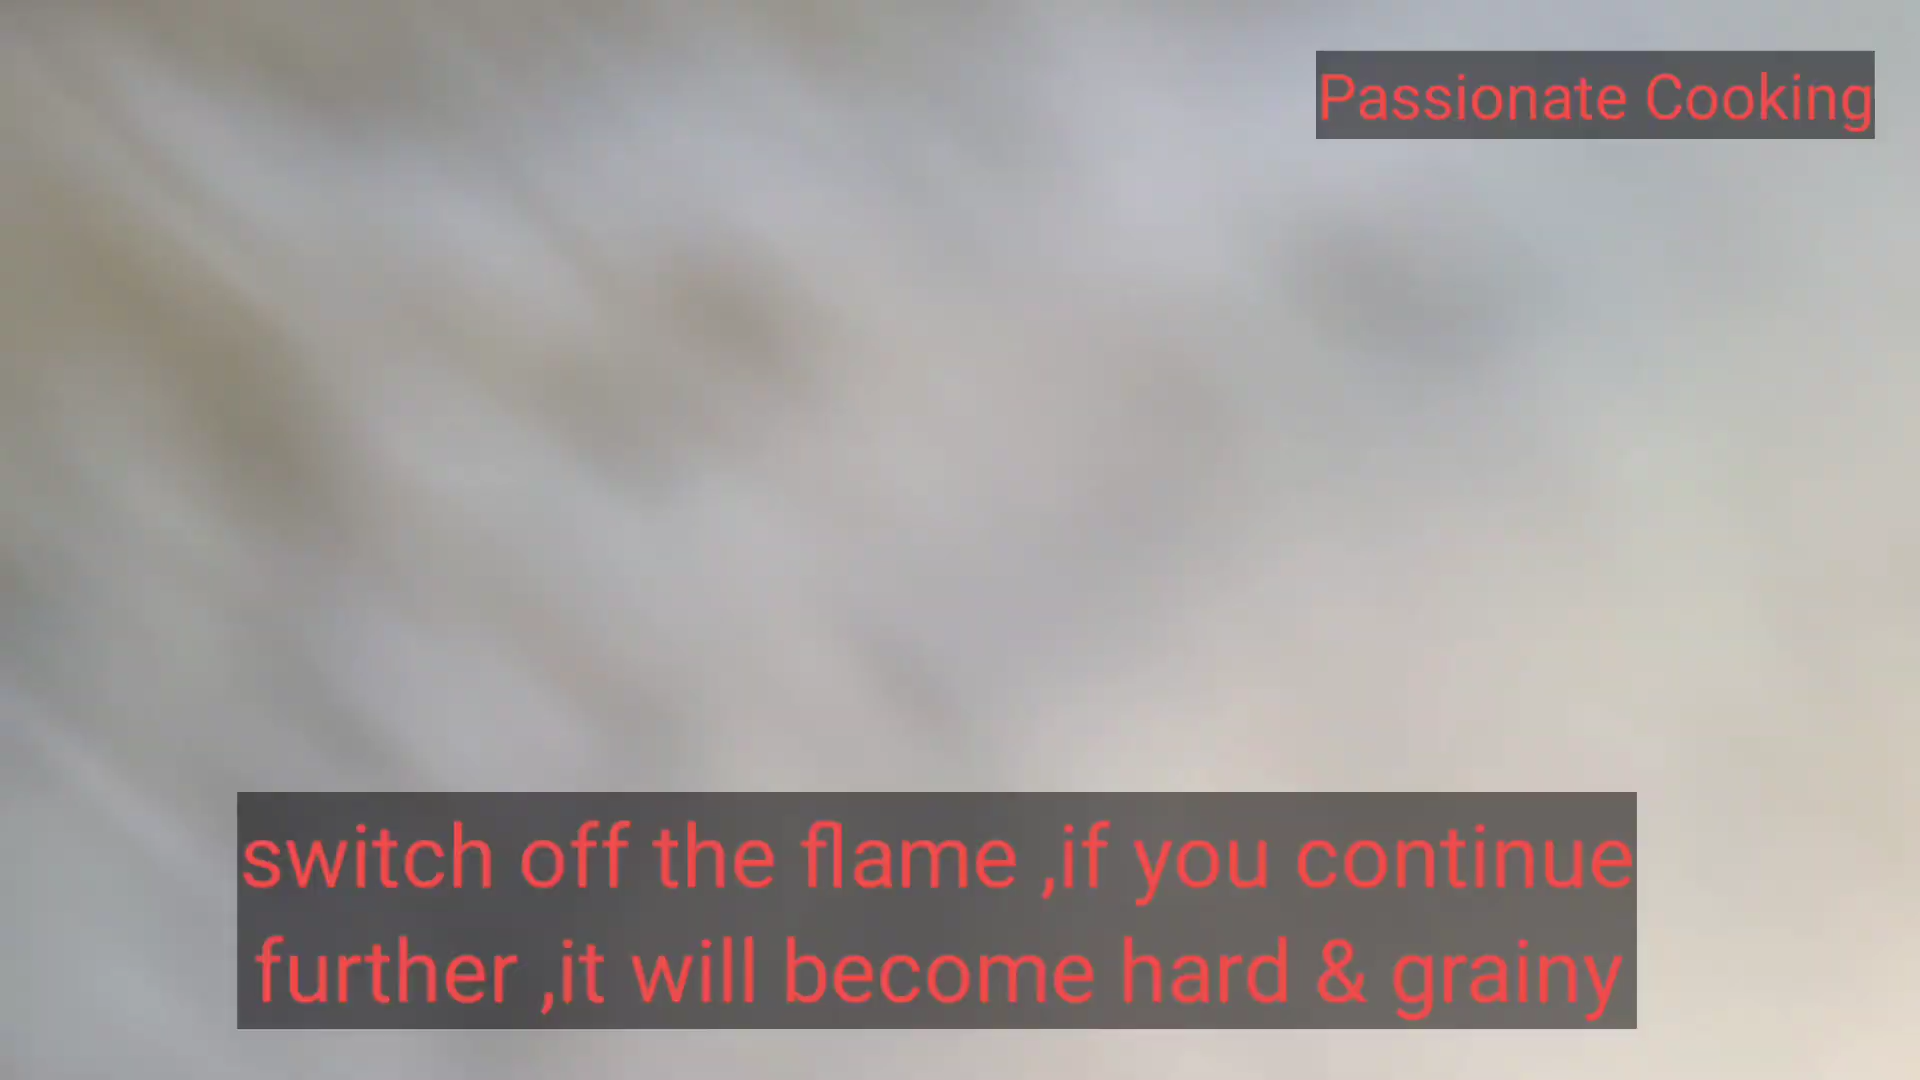 Passionate Cooking
switch off the flame ,if you continue
further ,it will become hard & grainy